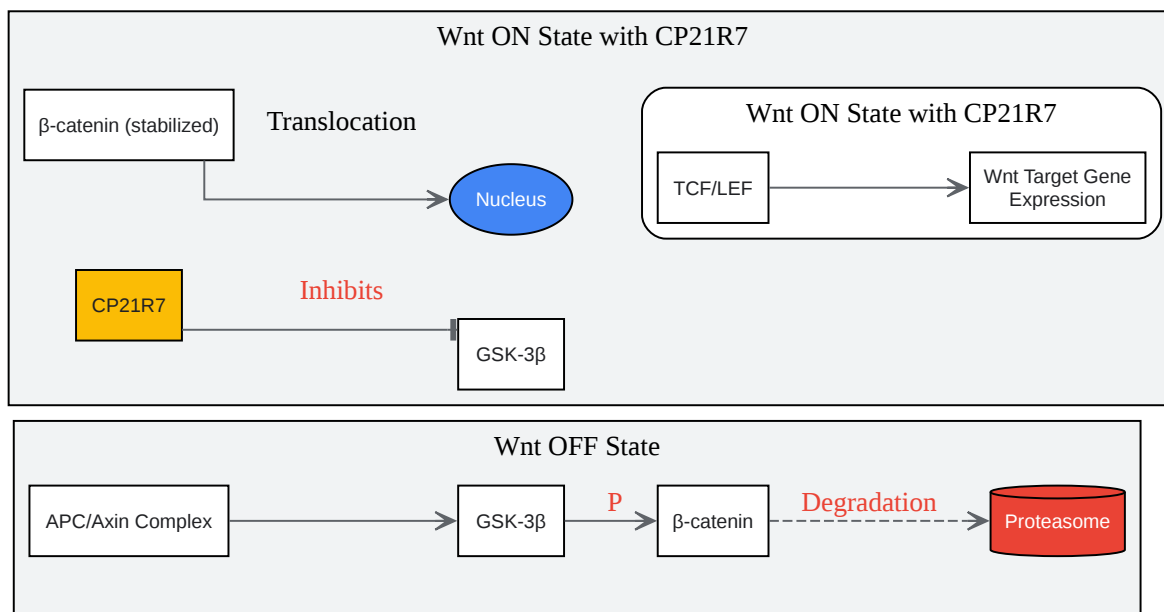 Wnt ON State with CP21R7
β-catenin (stabilized)
Translocation
Nucleus
Wnt ON State with CP21R7
TCF/LEF
Wnt Target Gene
Expression
CP21R7
Inhibits
GSK-3β
Wnt OFF State
APC/Axin Complex
GSK-3β
P
β-catenin
Degradation
Proteasome